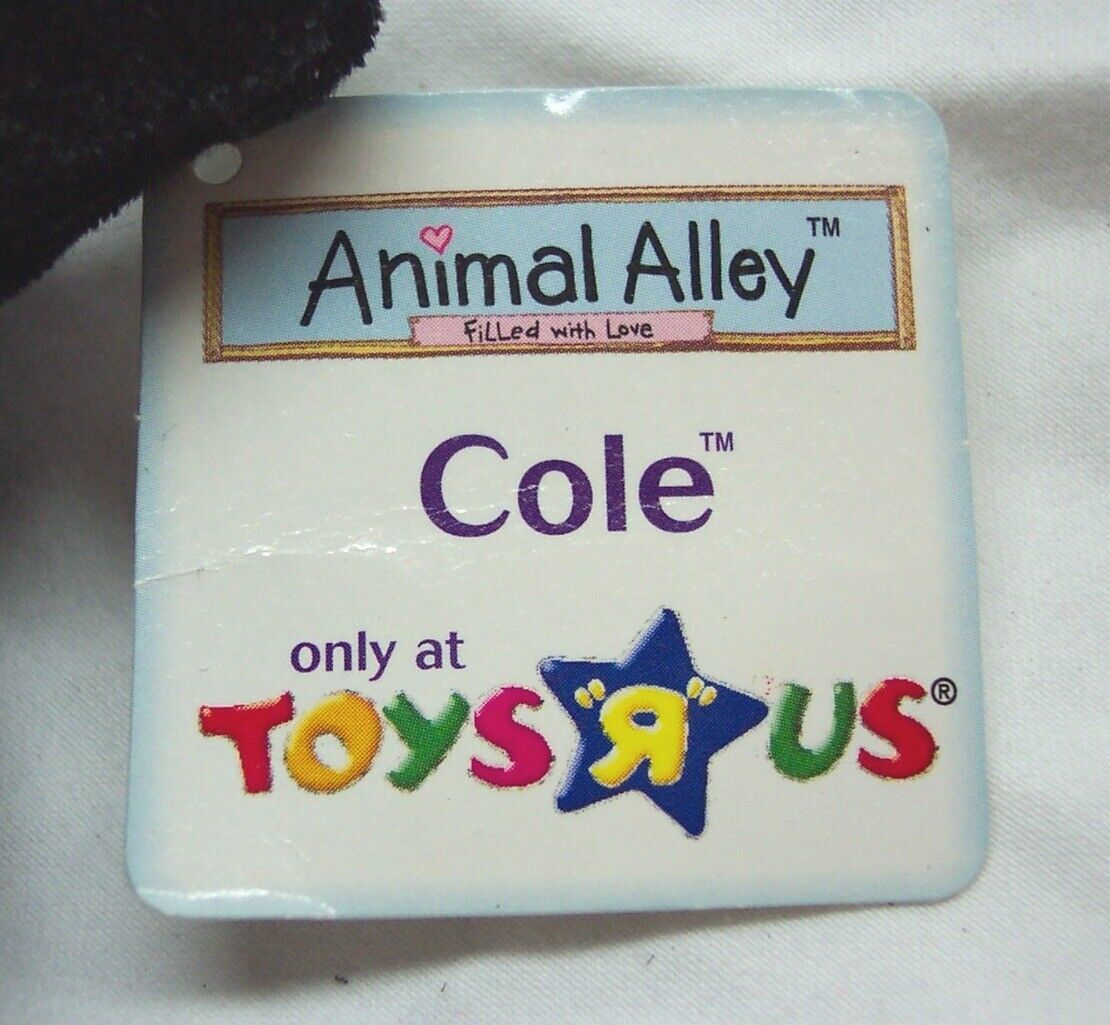 Animal Alley™
Filled with Love
Cole™
only at
TOYS "Я" US®